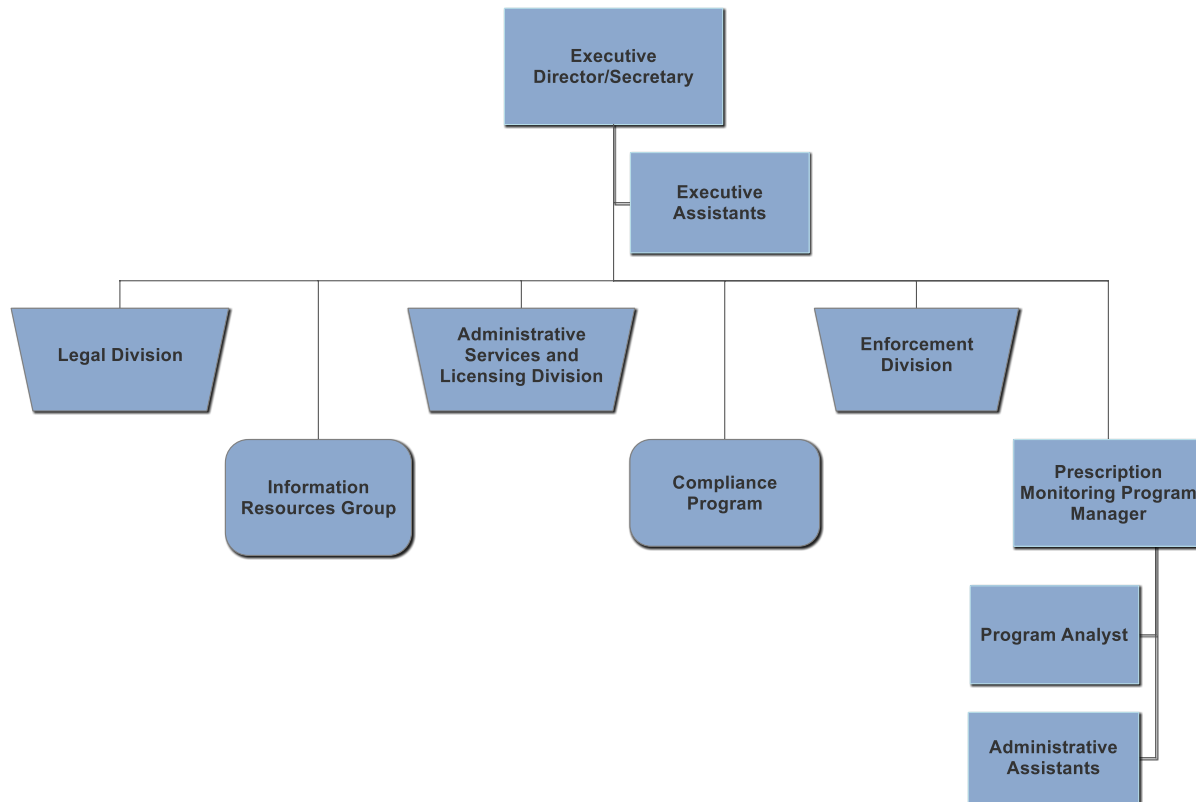 Executive
Director/Secretary
Executive
Assistants
Legal Division
Administrative
Services and
Licensing Division
Enforcement
Division
Information
Resources Group
Compliance
Program
Prescription
Monitoring Program
Manager
Program Analyst
Administrative
Assistants